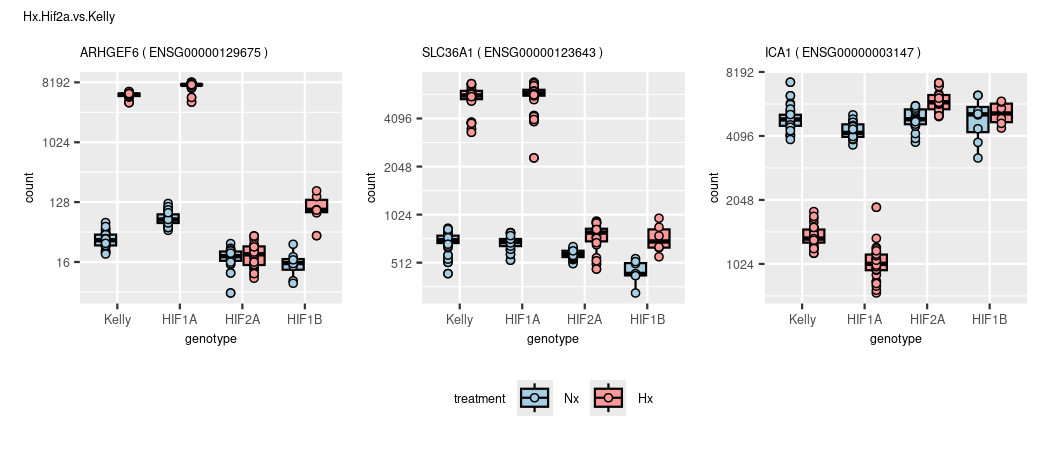 Hx.Hif2a.vs.Kelly
ARHGEF6 ( ENSG00000129675 )
8192
1024
128
16
count
Kelly HIF1A HIF2A HIF1B
genotype
SLC36A1 ( ENSG00000123643 )
4096
2048
1024
512
count
Kelly HIF1A HIF2A HIF1B
genotype
ICA1 ( ENSG00000003147 )
8192
4096
2048
1024
count
Kelly HIF1A HIF2A HIF1B
genotype
treatment Nx Hx